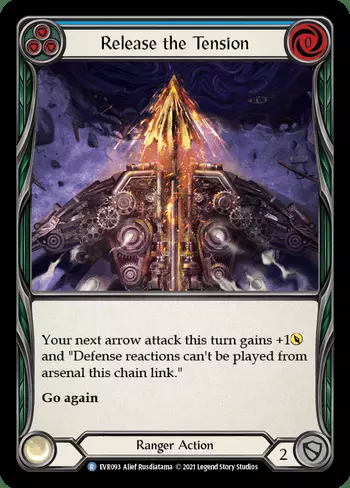 Release the Tension
0
Your next arrow attack this turn gains +1
and "Defense reactions can't be played from
arsenal this chain link."
Go again
Ranger Action
2
R EVR093 Alief Rusdiatama © 2021 Legend Story Studios